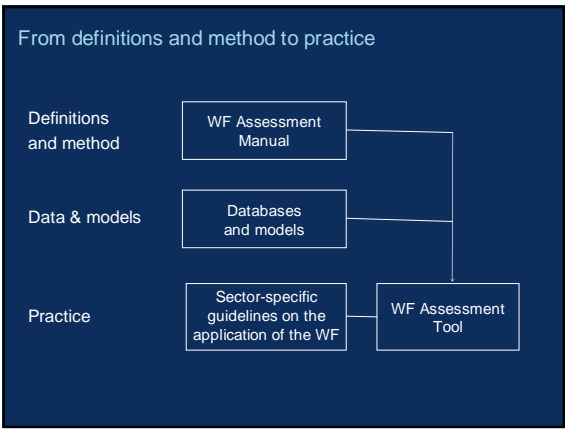 From definitions and method to practice
Definitions
and method
WF Assessment
Manual
Data & models
Databases
and models
Practice
Sector-specific
guidelines on the
application of the WF
WF Assessment
Tool